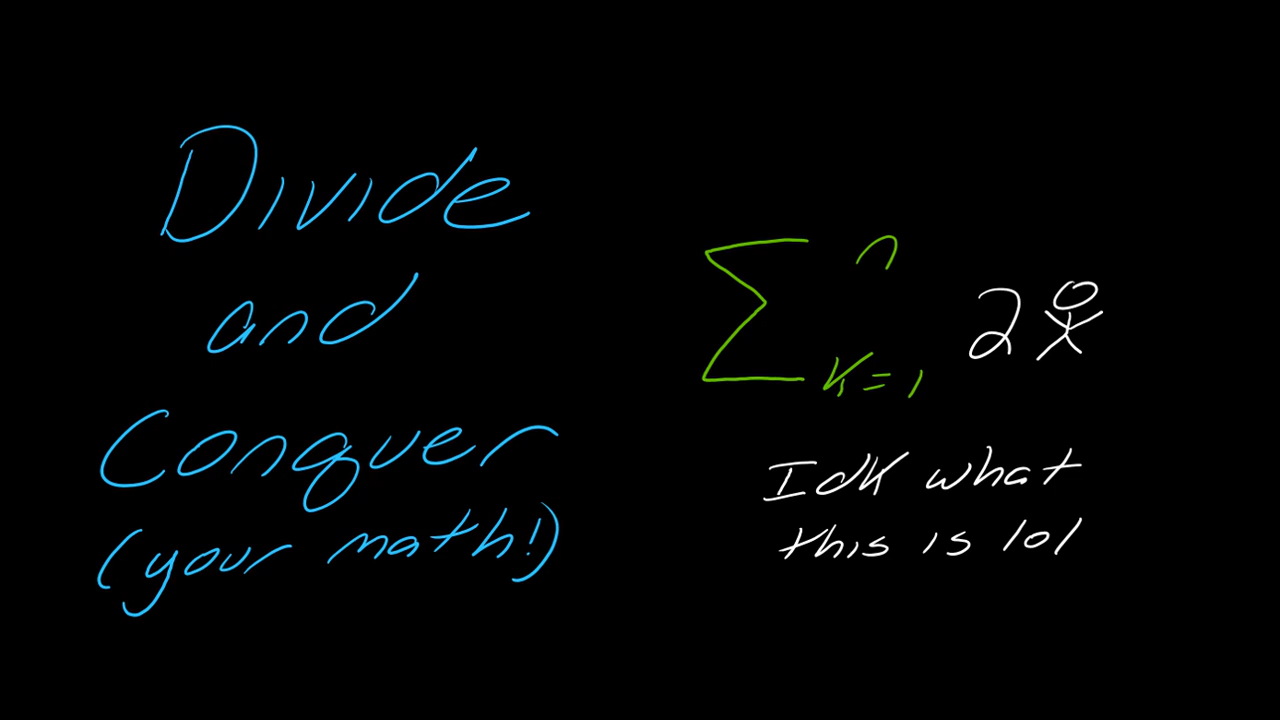 Divide
and
Conquer
(your math!)
n
∑
k=1
2
Idk what
this is lol